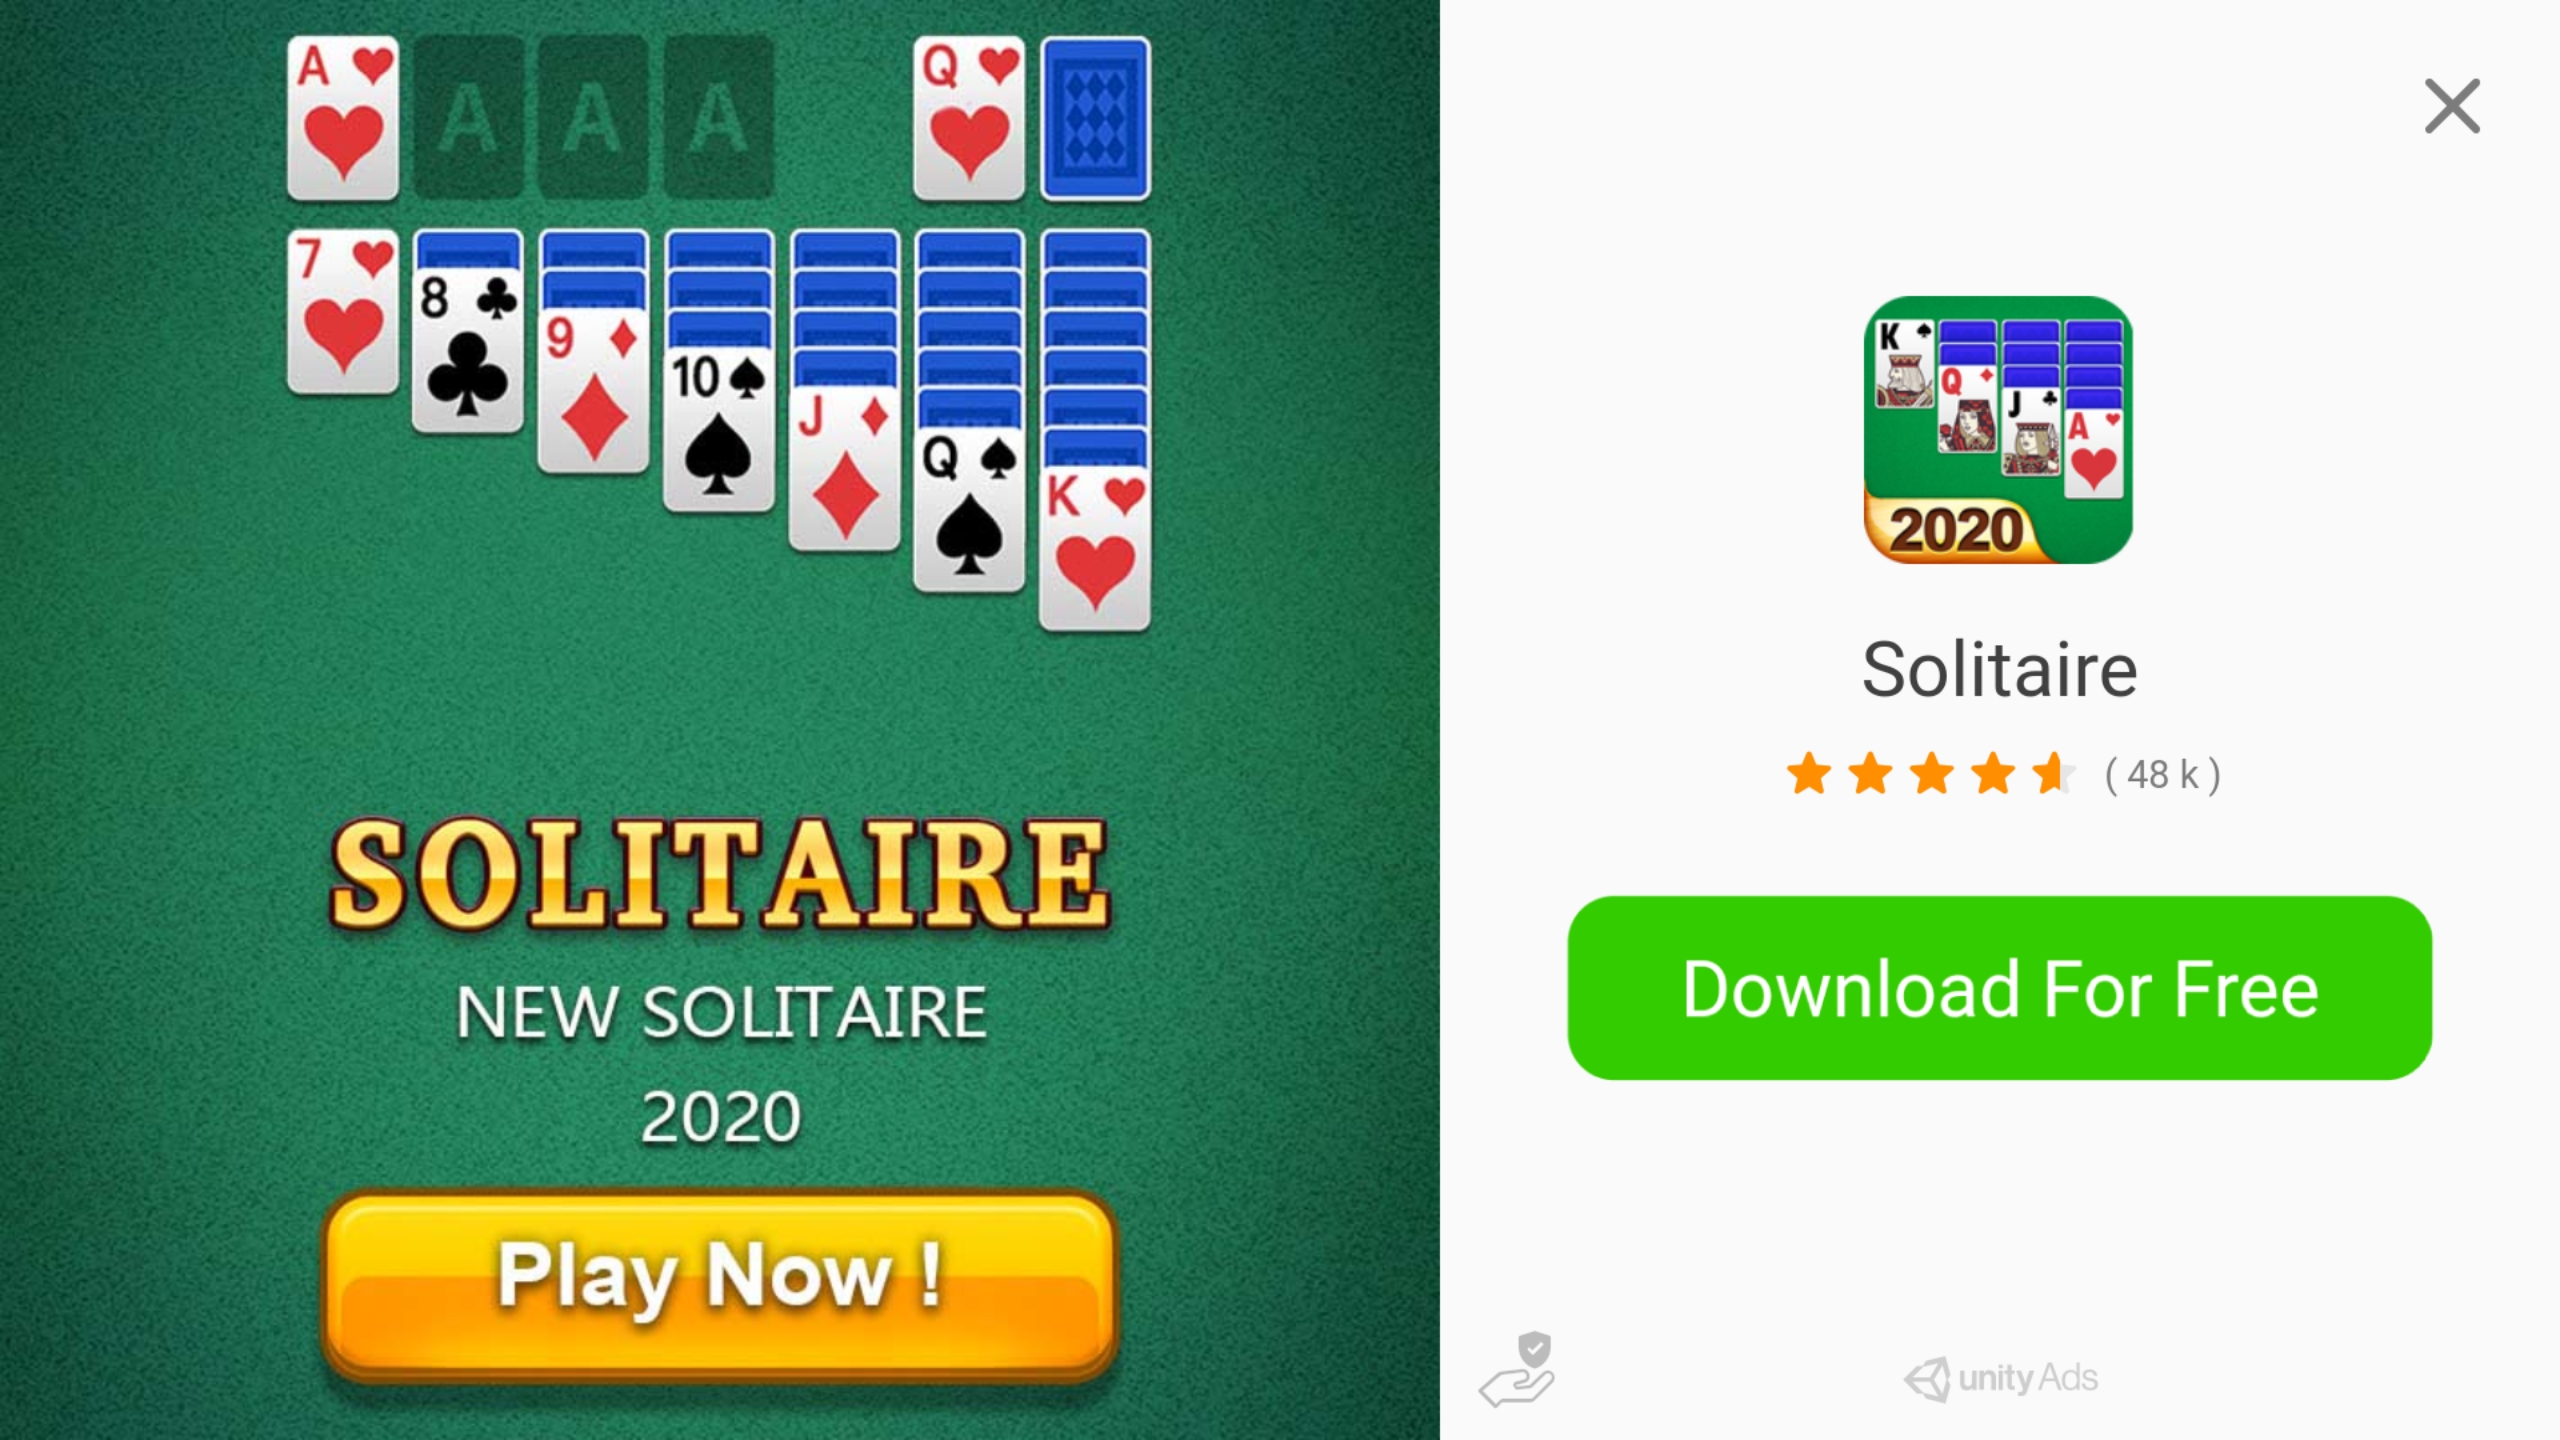 A
A A A
Q
7
8
9
10
J
Q
K
SOLITAIRE
NEW SOLITAIRE
2020
Play Now !
K
Q
J
A
2020
Solitaire
( 48 k )
Download For Free
unity Ads